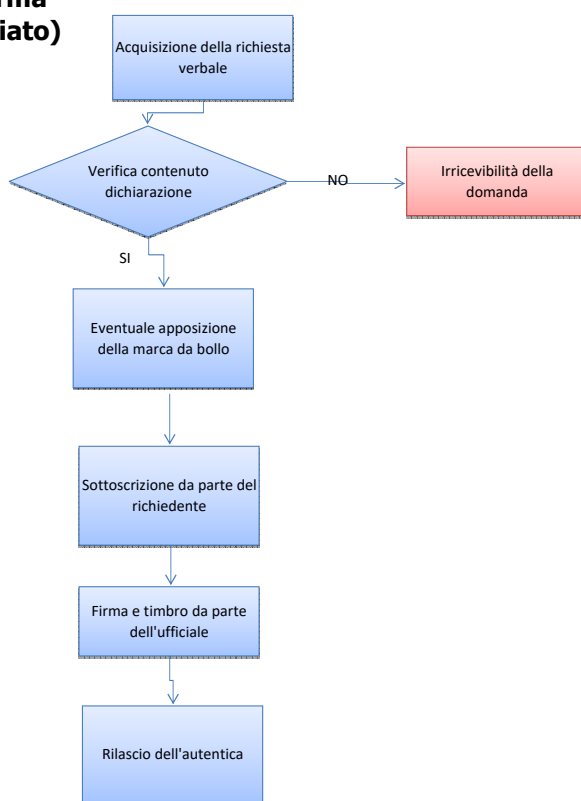 rma
iato)
Acquisizione della richiesta
verbale
Verifica contenuto
dichiarazione
NO
Irricevibilità della
domanda
SI
Eventuale apposizione
della marca da bollo
Sottoscrizione da parte del
richiedente
Firma e timbro da parte
dell'ufficiale
Rilascio dell'autentica